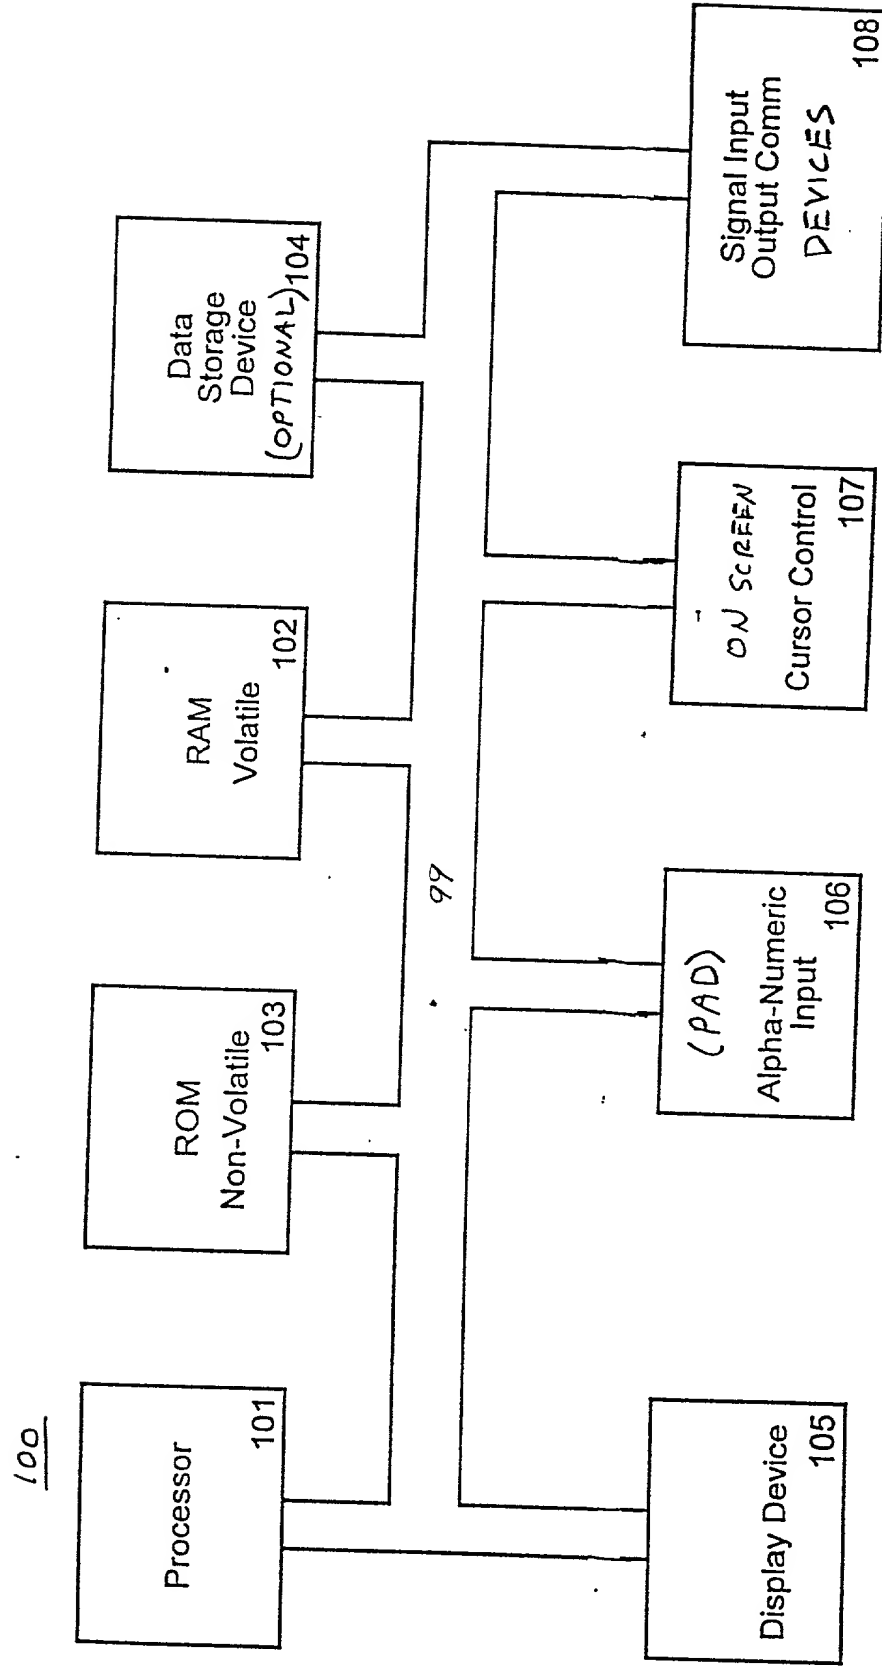 100
Processor
101
ROM
Non-Volatile
103
RAM
Volatile
102
Data
Storage
Device
(OPTIONAL)
104
99
Display Device
105
(PAD)
Alpha-Numeric
Input
106
ON SCREEN
Cursor Control
107
Signal Input
Output Comm
DEVICES
108